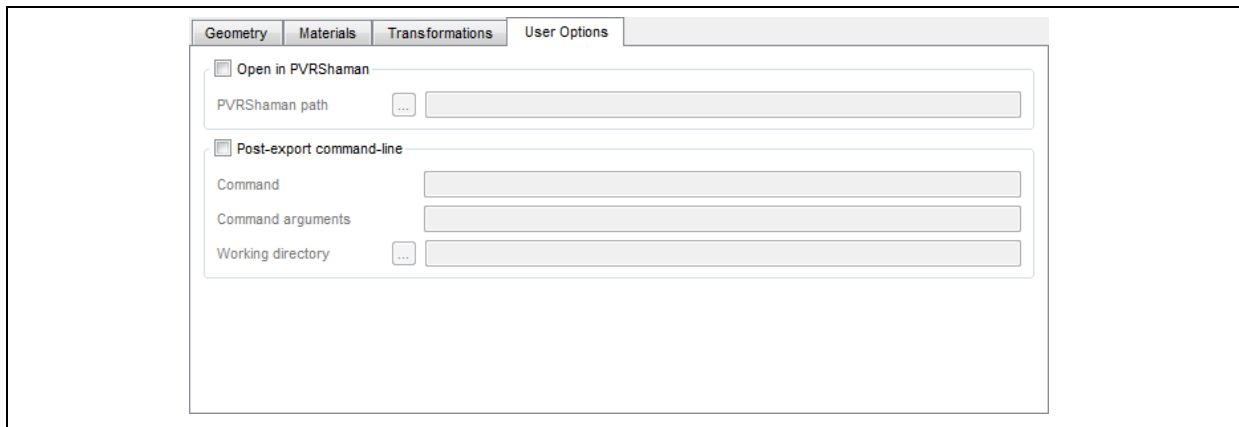 Geometry Materials Transformations User Options
Open in PVRShaman
PVRShaman path ...
Post-export command-line
Command
Command arguments
Working directory ...